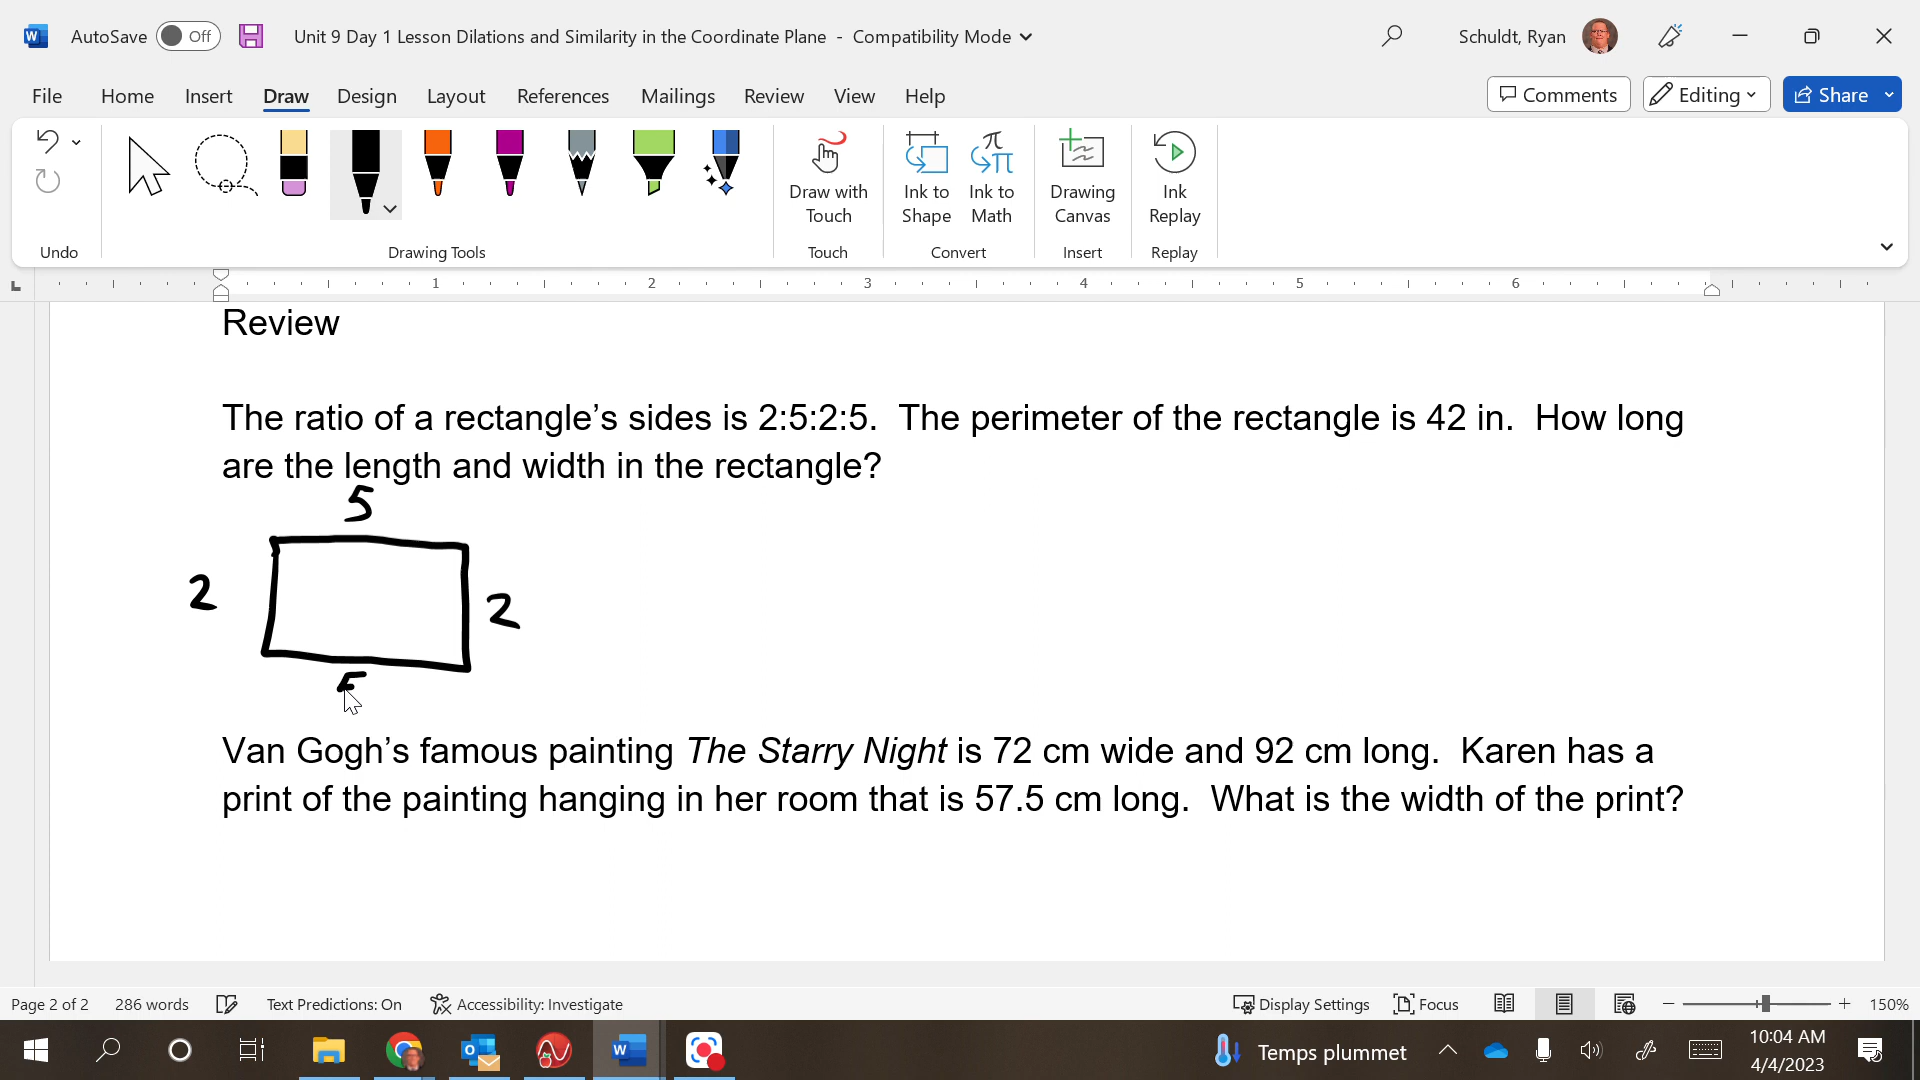 AutoSave Off Unit 9 Day 1 Lesson Dilations and Similarity in the Coordinate Plane - Compatibility Mode Schuldt, Ryan
File Home Insert Draw Design Layout References Mailings Review View Help Comments Editing Share
Draw with Touch
Ink to Shape
Ink to Math
Drawing Canvas
Ink Replay
Undo Drawing Tools Touch Convert Insert Replay
1 2 3 4 5 6
Review
The ratio of a rectangle’s sides is 2:5:2:5. The perimeter of the rectangle is 42 in. How long
are the length and width in the rectangle?
5
2 2
5
Van Gogh’s famous painting The Starry Night is 72 cm wide and 92 cm long. Karen has a
print of the painting hanging in her room that is 57.5 cm long. What is the width of the print?
Page 2 of 2 286 words Text Predictions: On Accessibility: Investigate Display Settings Focus 150%
Temps plummet 10:04 AM
4/4/2023